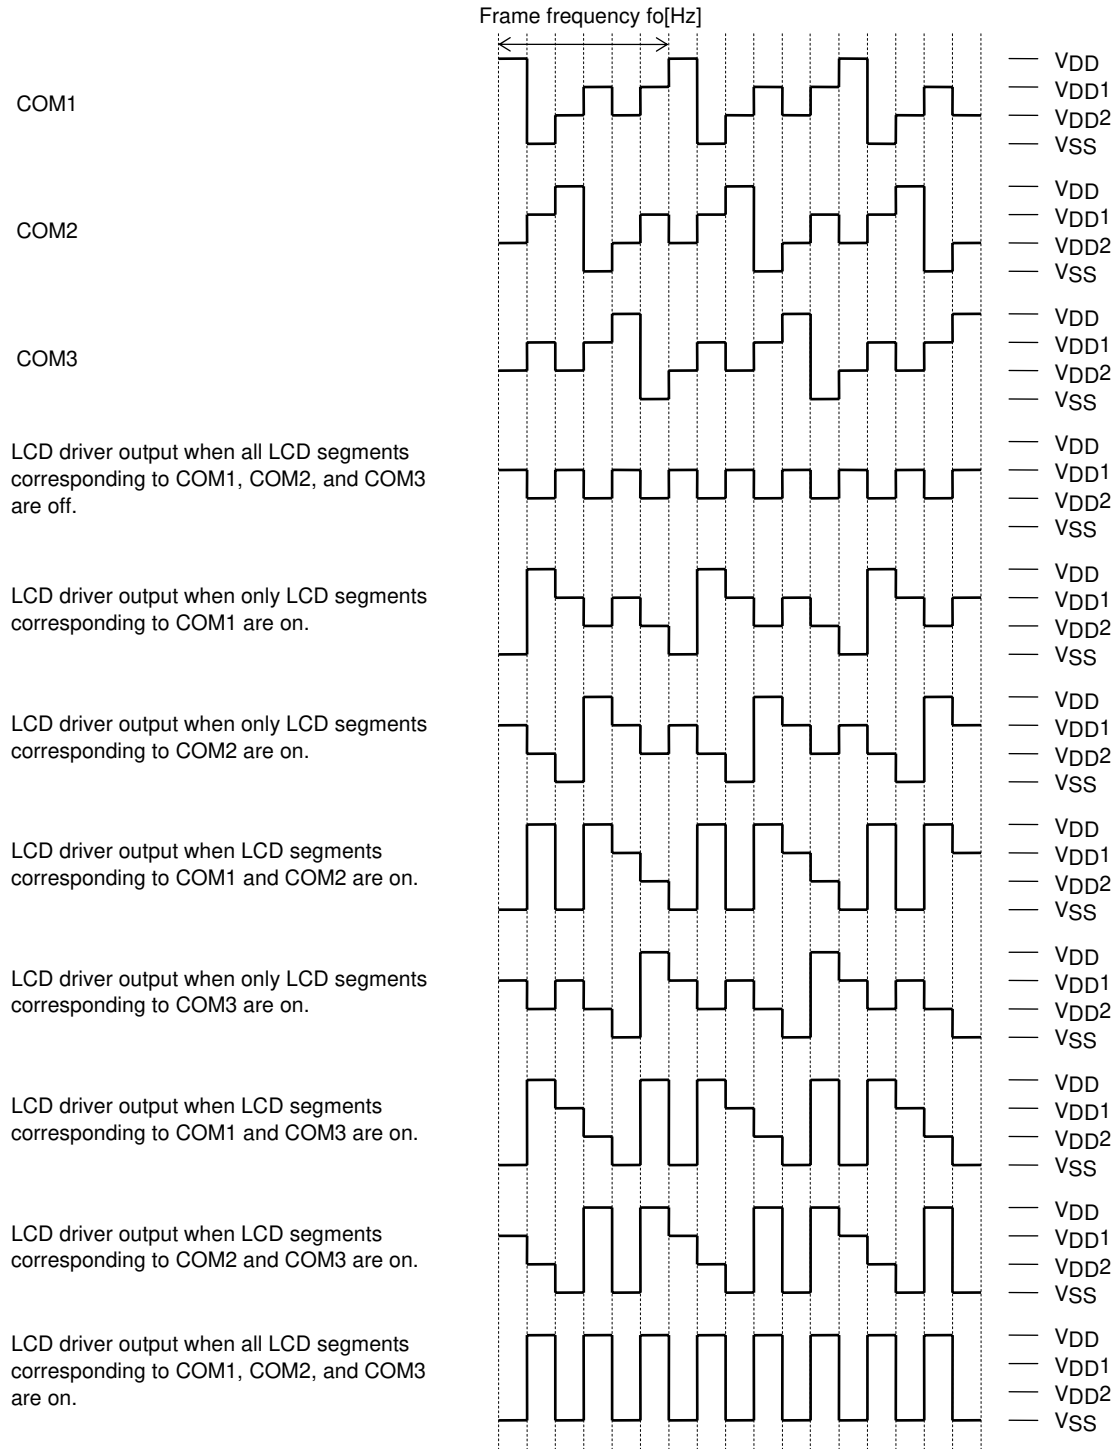 Frame frequency fo[Hz]
COM1
VDD
VDD1
VDD2
VSS
COM2
VDD
VDD1
VDD2
VSS
COM3
VDD
VDD1
VDD2
VSS
LCD driver output when all LCD segments
corresponding to COM1, COM2, and COM3
are off.
VDD
VDD1
VDD2
VSS
LCD driver output when only LCD segments
corresponding to COM1 are on.
VDD
VDD1
VDD2
VSS
LCD driver output when only LCD segments
corresponding to COM2 are on.
VDD
VDD1
VDD2
VSS
LCD driver output when LCD segments
corresponding to COM1 and COM2 are on.
VDD
VDD1
VDD2
VSS
LCD driver output when only LCD segments
corresponding to COM3 are on.
VDD
VDD1
VDD2
VSS
LCD driver output when LCD segments
corresponding to COM1 and COM3 are on.
VDD
VDD1
VDD2
VSS
LCD driver output when LCD segments
corresponding to COM2 and COM3 are on.
VDD
VDD1
VDD2
VSS
LCD driver output when all LCD segments
corresponding to COM1, COM2, and COM3
are on.
VDD
VDD1
VDD2
VSS